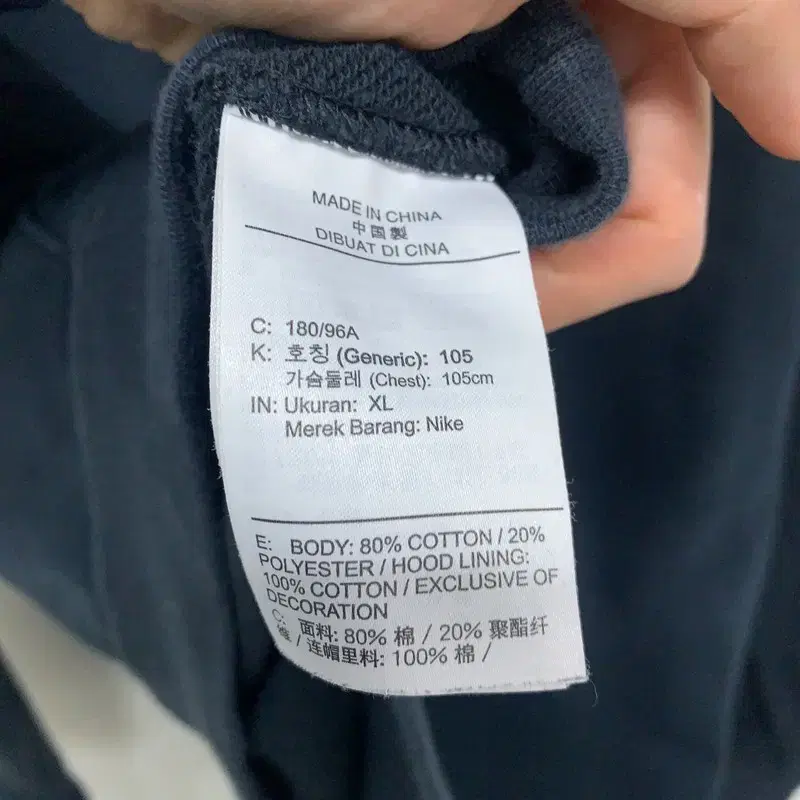 MADE IN CHINA
中国製
DIBUAT DI CINA
C: 180/96A
K: 호칭 (Generic): 105
가슴둘레 (Chest): 105cm
IN: Ukuran: XL
Merek Barang: Nike
E: BODY: 80% COTTON / 20%
POLYESTER / HOOD LINING:
100% COTTON / EXCLUSIVE OF
DECORATION
C: 面料: 80% 棉 / 20% 聚酯纤
维 / 连帽里料: 100% 棉 /